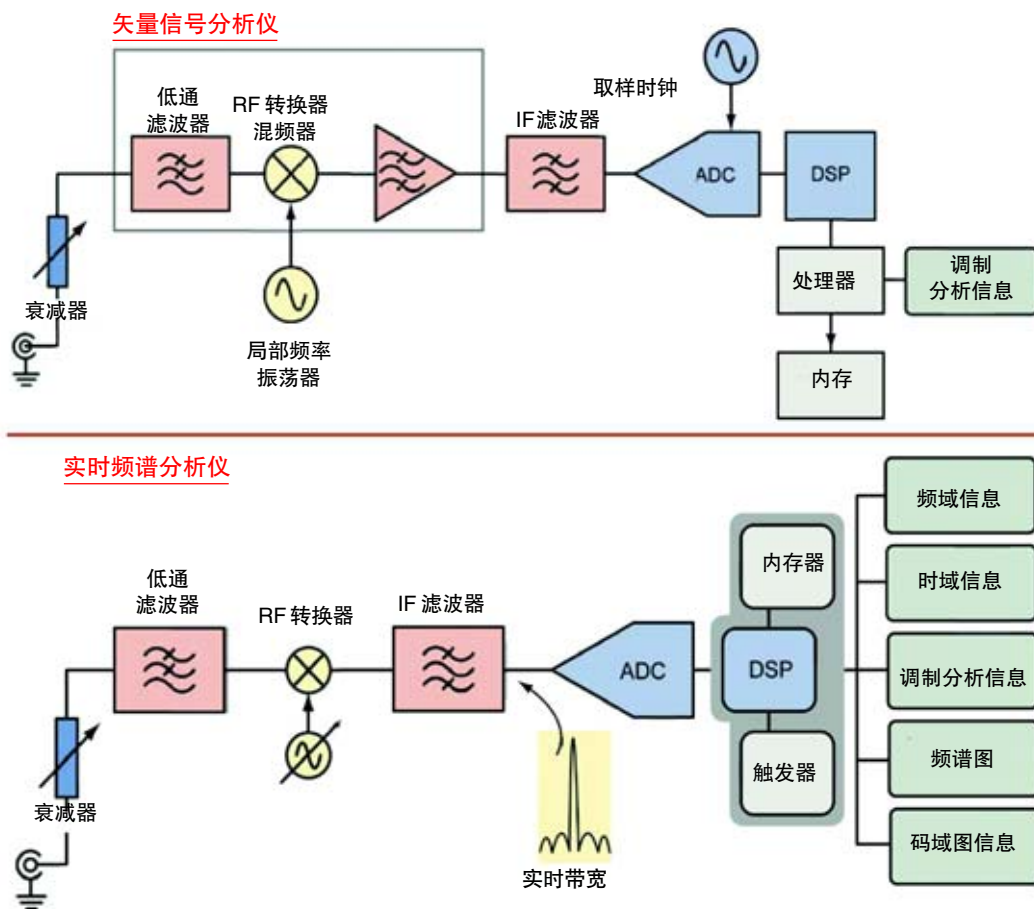 矢量信号分析仪
低通
滤波器
RF 转换器
混频器
IF 滤波器
取样时钟
ADC
DSP
衰减器
局部频率
振荡器
处理器
调制
分析信息
内存
实时频谱分析仪
低通
滤波器
RF 转换器
IF 滤波器
ADC
内存器
DSP
触发器
衰减器
实时带宽
频域信息
时域信息
调制分析信息
频谱图
码域图信息